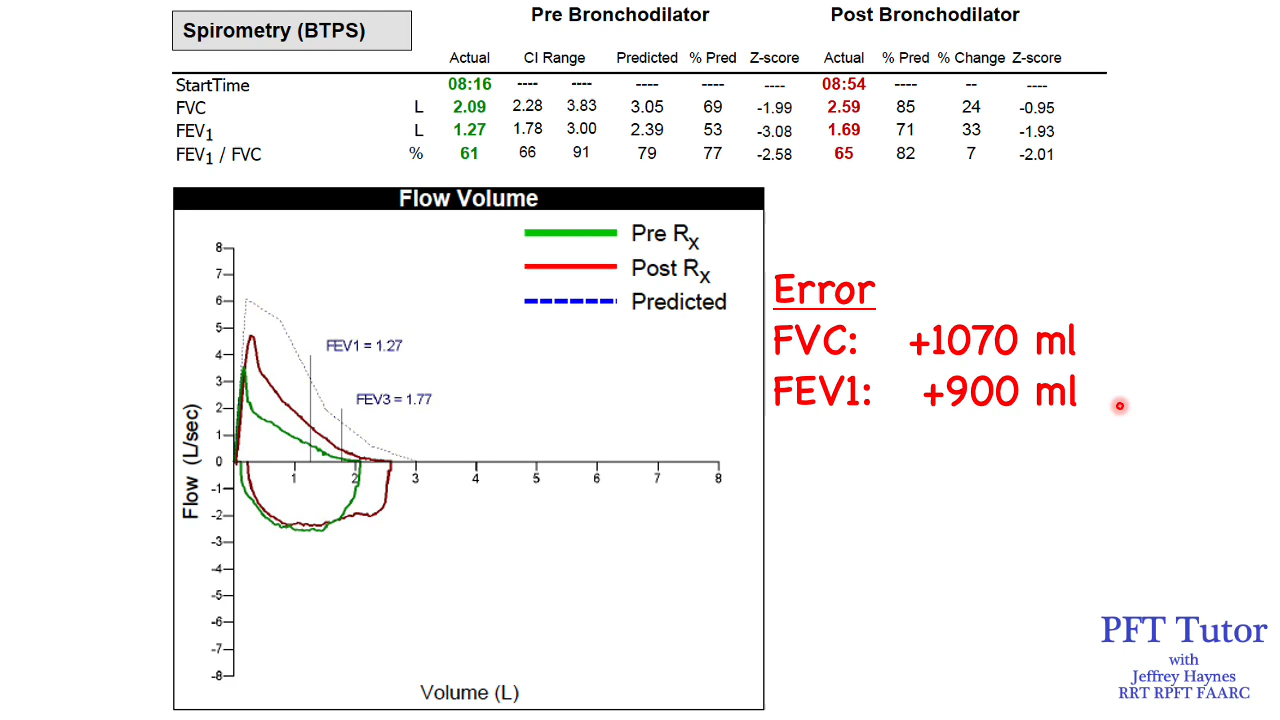 Pre Bronchodilator Post Bronchodilator
Spirometry (BTPS)
Actual CI Range Predicted % Pred Z-score Actual % Pred % Change Z-score
StartTime 08:16 ---- ---- ---- ---- ---- 08:54 ---- -- ----
FVC L 2.09 2.28 3.83 3.05 69 -1.99 2.59 85 24 -0.95
FEV1 L 1.27 1.78 3.00 2.39 53 -3.08 1.69 71 33 -1.93
FEV1 / FVC % 61 66 91 79 77 -2.58 65 82 7 -2.01
Flow Volume
Pre Rx
Post Rx
Predicted
8
7
6
5
4
3
2
1
0
-1
-2
-3
-4
-5
-6
-7
-8
FEV1 = 1.27
FEV3 = 1.77
1 2 3 4 5 6 7 8
Flow (L/sec)
Volume (L)
Error
FVC: +1070 ml
FEV1: +900 ml
PFT Tutor
with
Jeffrey Haynes
RRT RPFT FAARC